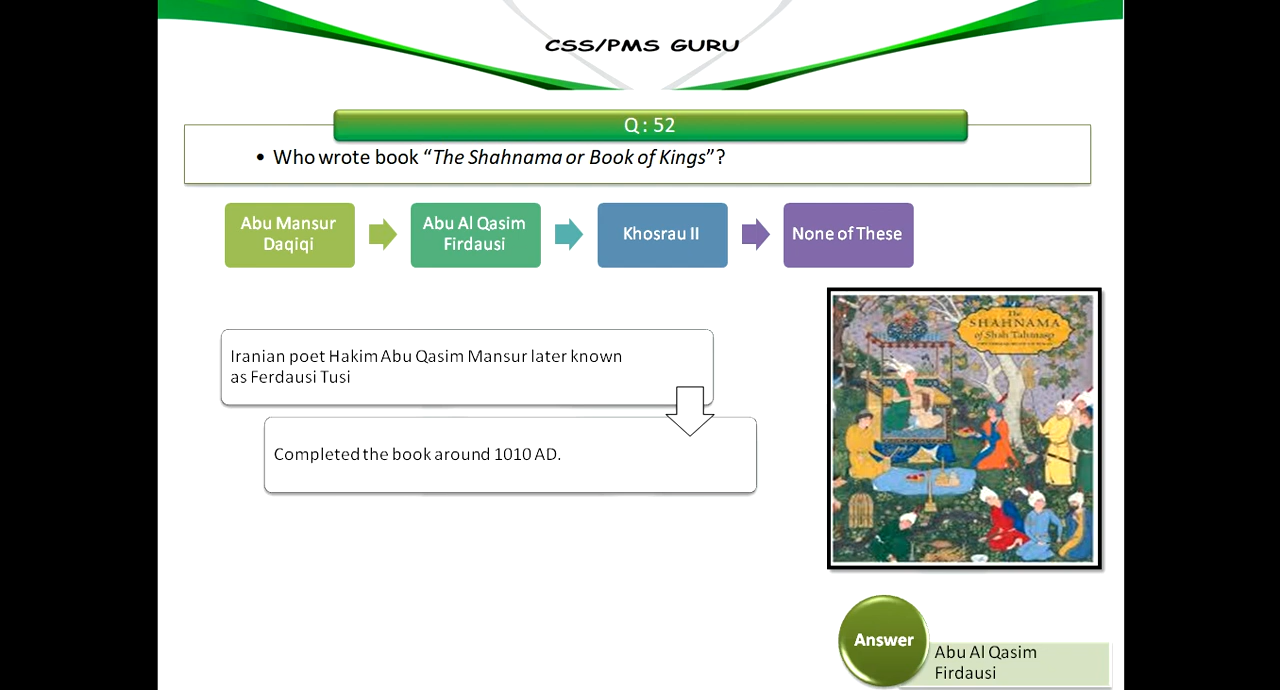 CSS/PMS GURU
Q : 52
• Who wrote book “The Shahnama or Book of Kings”?
Abu Mansur
Daqiqi
Abu Al Qasim
Firdausi
Khosrau II
None of These
Iranian poet Hakim Abu Qasim Mansur later known
as Ferdausi Tusi
Completed the book around 1010 AD.
The
SHAHNAMA
of Shah Tahmasp
Answer
Abu Al Qasim
Firdausi